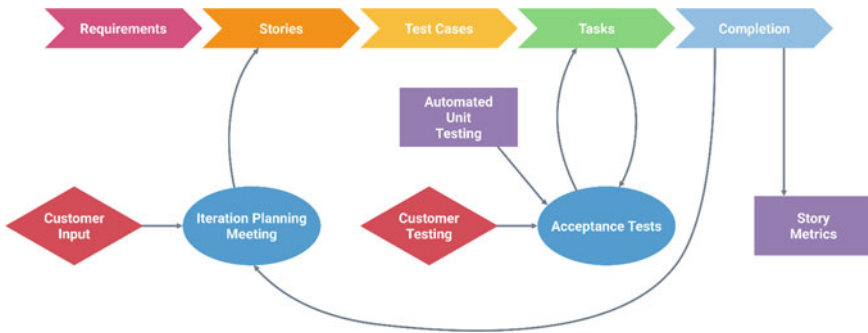 Requirements
Stories
Test Cases
Tasks
Completion
Automated
Unit
Testing
Customer
Input
Iteration Planning
Meeting
Customer
Testing
Acceptance Tests
Story
Metrics